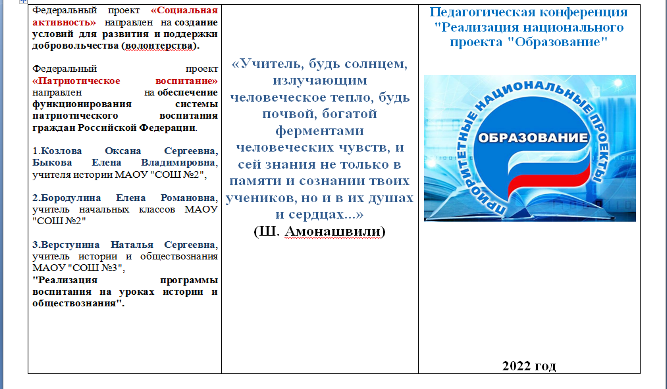 Федеральный проект «Социальная
активность» направлен на создание
условий для развития и поддержки
добровольчества (волонтерства).
Федеральный проект
«Патриотическое воспитание»
направлен на обеспечение
функционирования системы
патриотического воспитания
граждан Российской Федерации.
1.Козлова Оксана Сергеевна,
Быкова Елена Владимировна,
учителя истории МАОУ "СОШ №2",
2.Бородулина Елена Романовна,
учитель начальных классов МАОУ
"СОШ №2"
3.Верстунина Наталья Сергеевна,
учитель истории и обществознания
МАОУ "СОШ №3",
"Реализация программы
воспитания на уроках истории и
обществознания".
«Учитель, будь солнцем,
излучающим
человеческое тепло, будь
почвой, богатой
ферментами
человеческих чувств, и
сей знания не только в
памяти и сознании твоих
учеников, но и в их душах
и сердцах...»
(Ш. Амонашвили)
Педагогическая конференция
"Реализация национального
проекта "Образование"
ПРИОРИТЕТНЫЕ НАЦИОНАЛЬНЫЕ ПРОЕКТЫ
ОБРАЗОВАНИЕ
2022 год